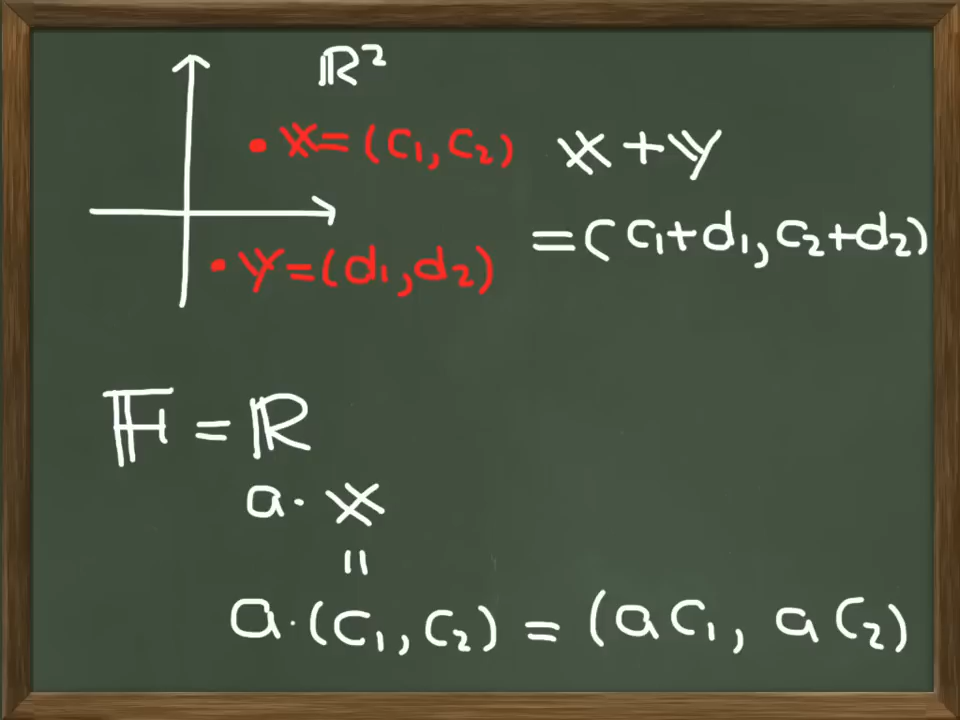 ℝ²
x=(c₁,c₂)
x+y
=(c₁+d₁,c₂+d₂)
y=(d₁,d₂)
𝔽=ℝ
a·x
=
a·(c₁,c₂)=(ac₁, ac₂)